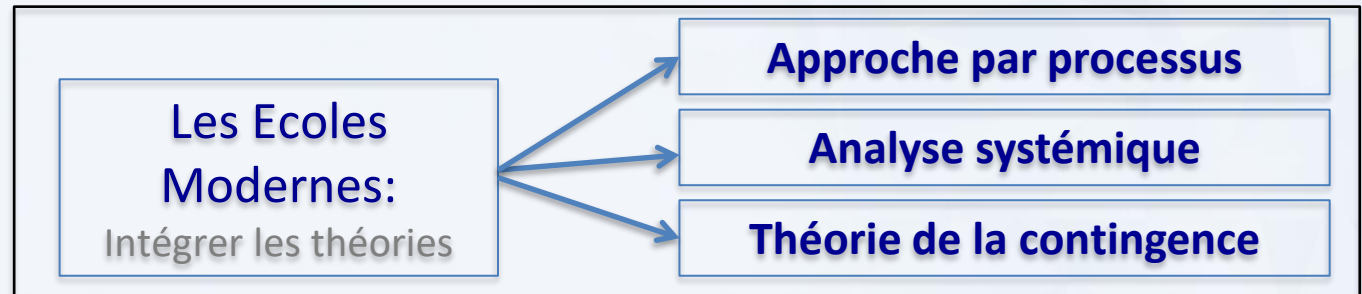 Les Ecoles
Modernes:
Intégrer les théories
Approche par processus
Analyse systémique
Théorie de la contingence